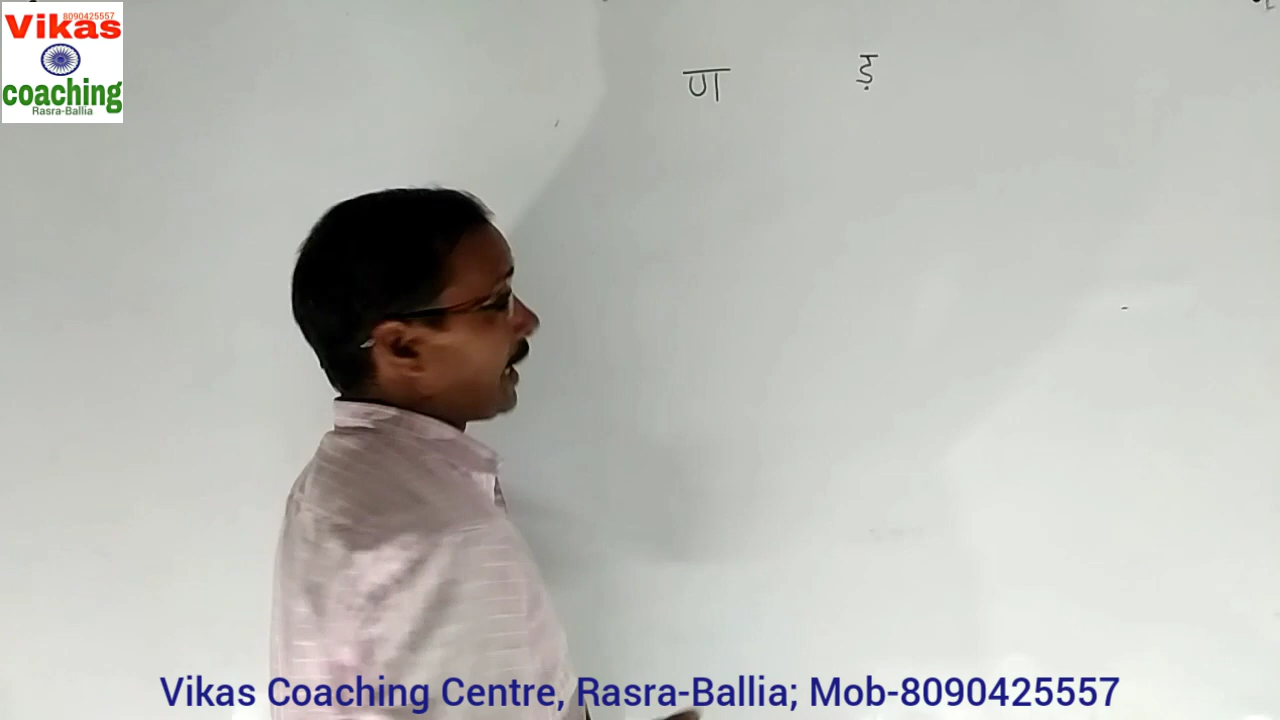 8090425557
Vikas
coaching
Rasra-Ballia
ण ड़
Vikas Coaching Centre, Rasra-Ballia; Mob-8090425557